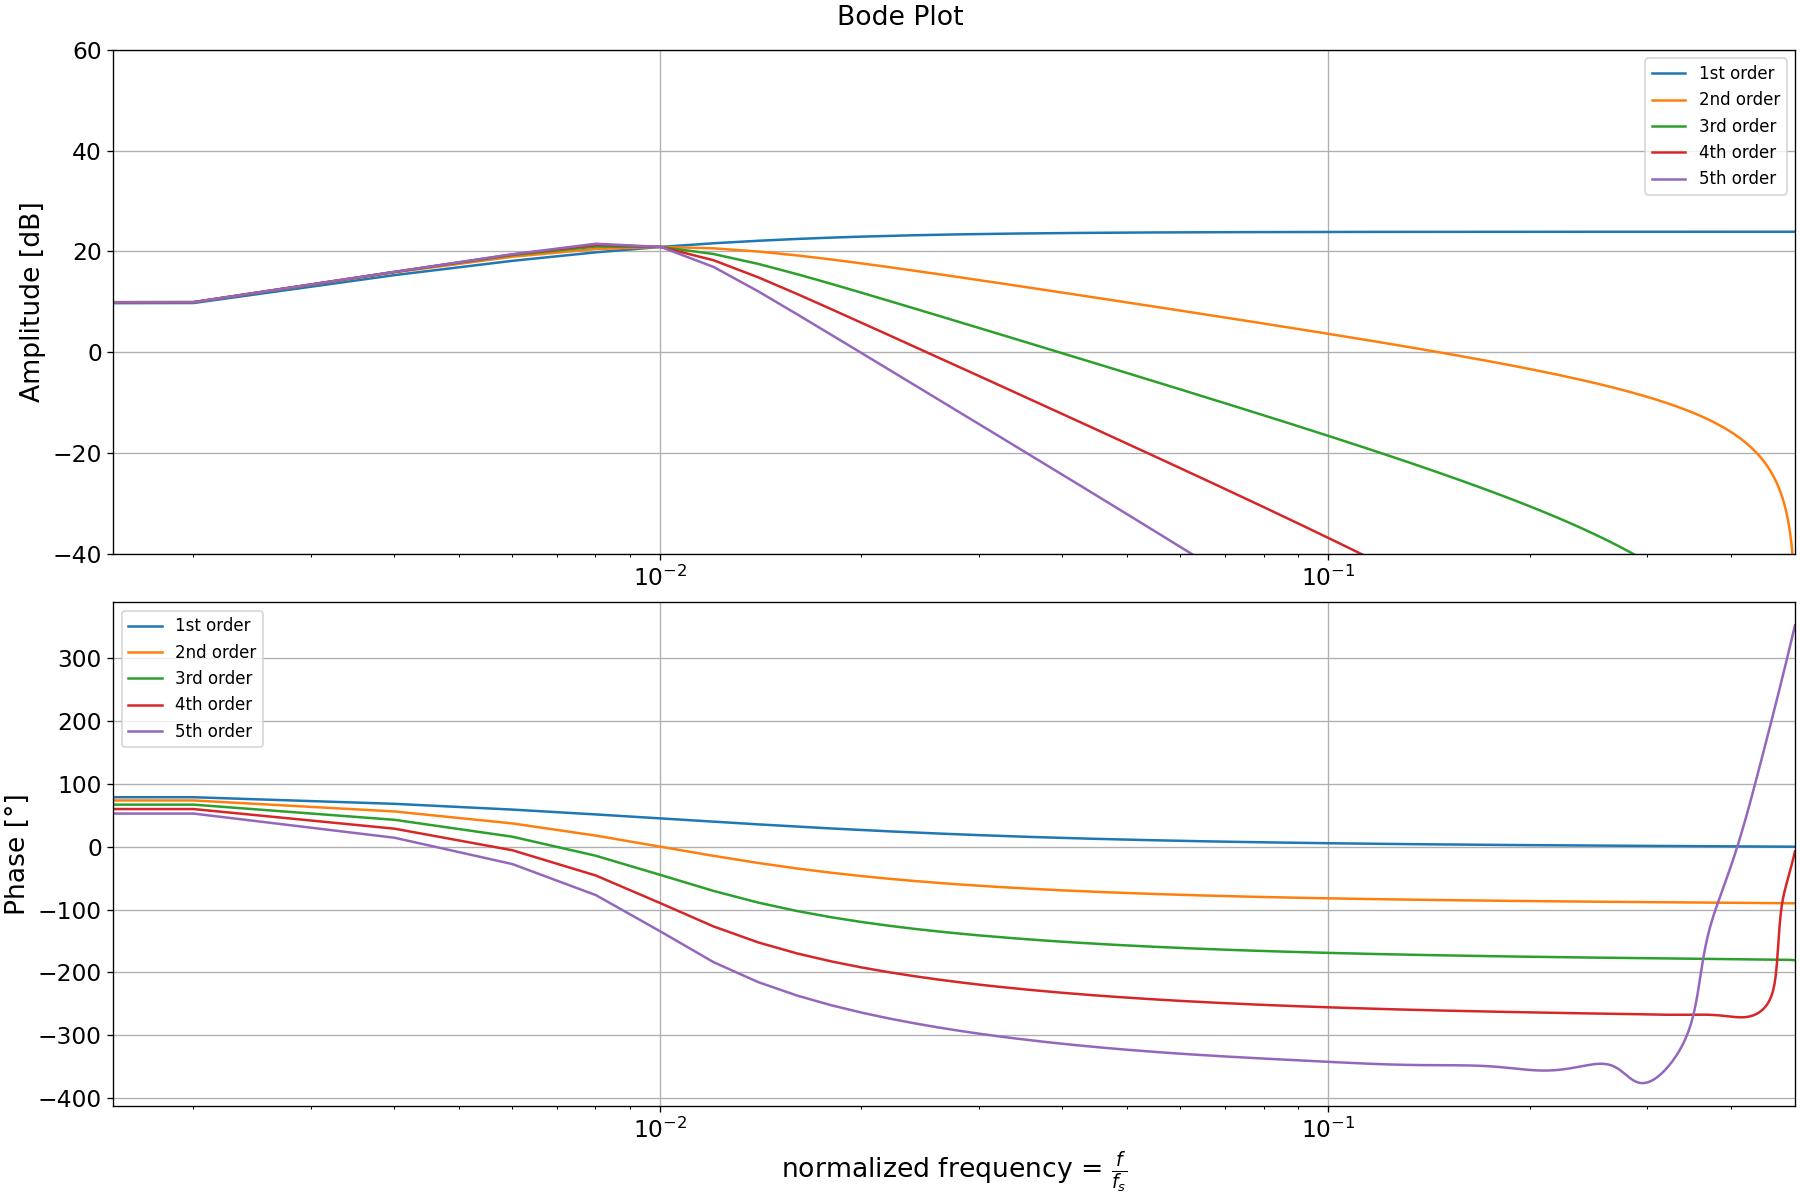 Bode Plot
Amplitude [dB]
60
40
20
0
−20
−40
1st order
2nd order
3rd order
4th order
5th order
10⁻²
10⁻¹
Phase [°]
300
200
100
0
−100
−200
−300
−400
1st order
2nd order
3rd order
4th order
5th order
10⁻²
10⁻¹
normalized frequency = f/fₛ